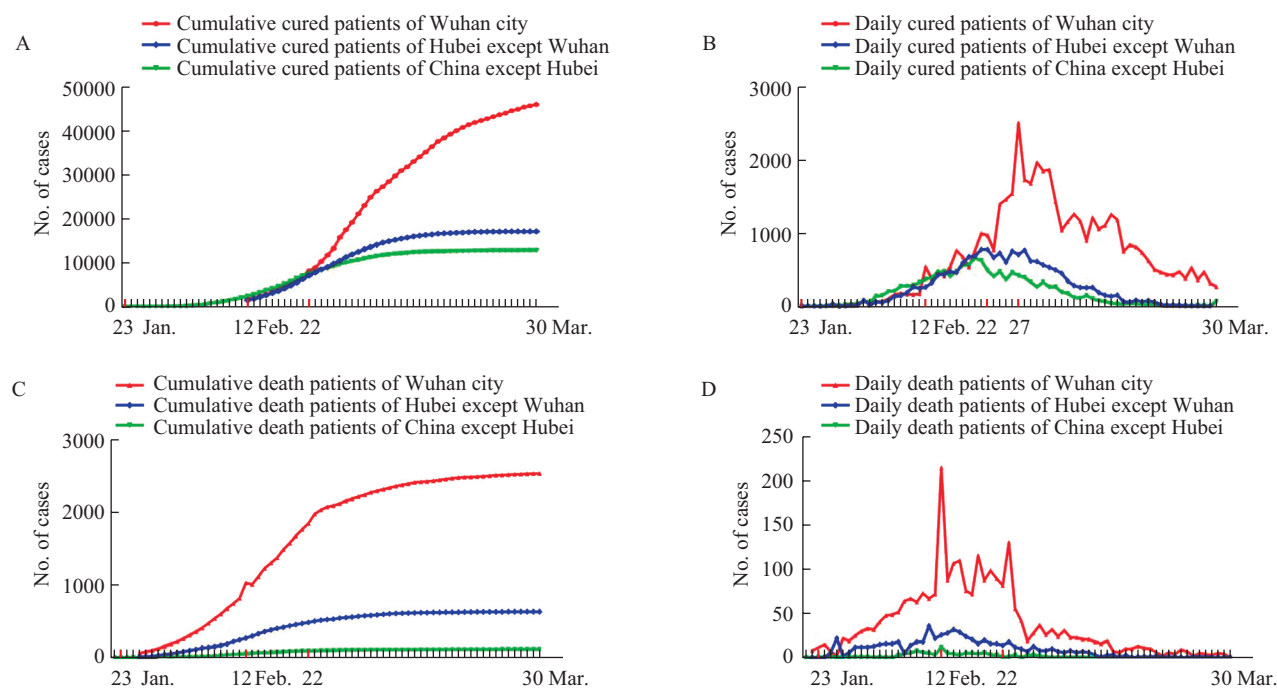 A
Cumulative cured patients of Wuhan city
Cumulative cured patients of Hubei except Wuhan
Cumulative cured patients of China except Hubei
No. of cases
50000
40000
30000
20000
10000
0
23 Jan. 12 Feb. 22 30 Mar.
B
Daily cured patients of Wuhan city
Daily cured patients of Hubei except Wuhan
Daily cured patients of China except Hubei
No. of cases
3000
2000
1000
0
23 Jan. 12 Feb. 22 27 30 Mar.
C
Cumulative death patients of Wuhan city
Cumulative death patients of Hubei except Wuhan
Cumulative death patients of China except Hubei
No. of cases
3000
2000
1000
0
23 Jan. 12 Feb. 22 30 Mar.
D
Daily death patients of Wuhan city
Daily death patients of Hubei except Wuhan
Daily death patients of China except Hubei
No. of cases
250
200
150
100
50
0
23 Jan. 12 Feb. 22 30 Mar.